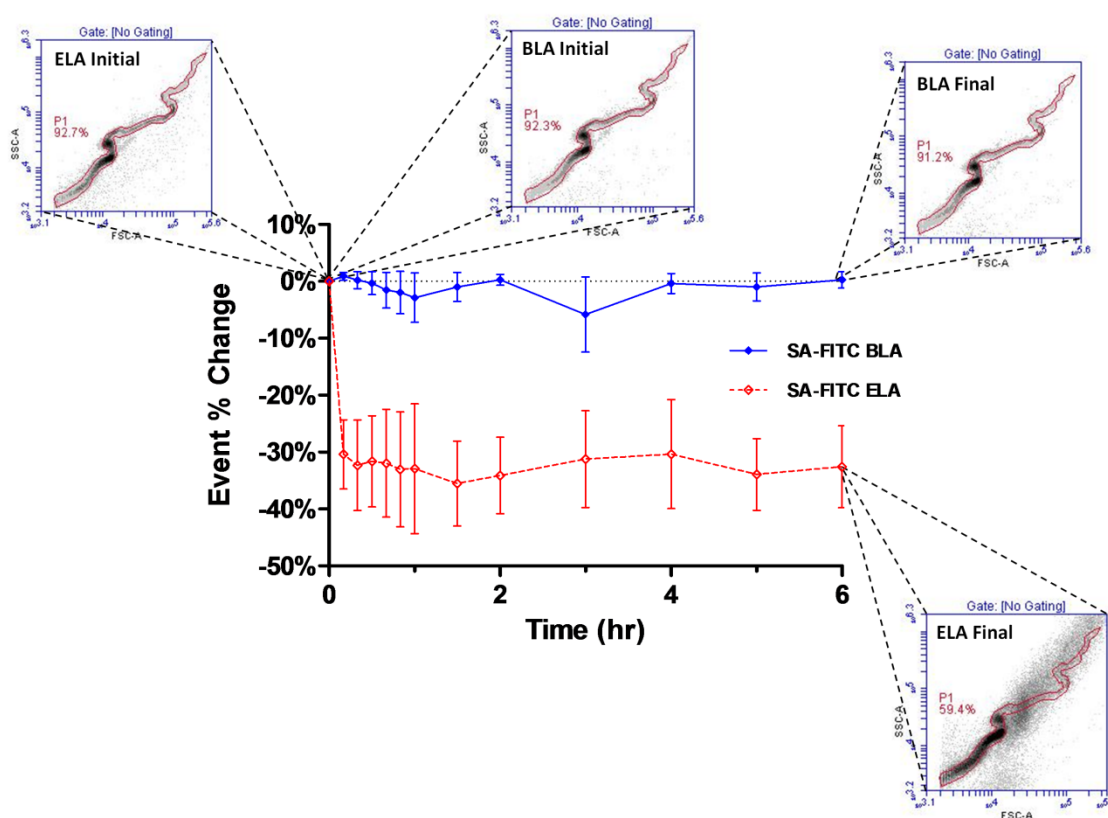 Gate: [No Gating]
ELA Initial
P1
92.7%
SSC-A
FSC-A
Gate: [No Gating]
BLA Initial
P1
92.3%
SSC-A
FSC-A
Gate: [No Gating]
BLA Final
P1
91.2%
SSC-A
FSC-A
10%
0%
-10%
-20%
-30%
-40%
-50%
Event % Change
0 2 4 6
Time (hr)
SA-FITC BLA
SA-FITC ELA
Gate: [No Gating]
ELA Final
P1
59.4%
SSC-A
FSC-A